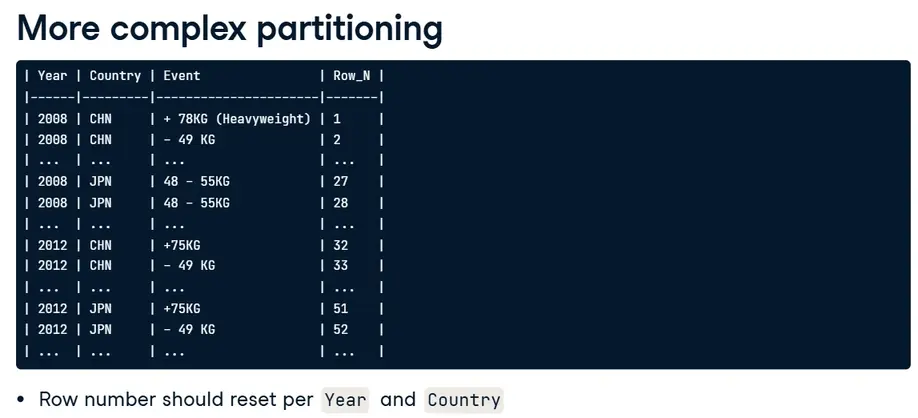 More complex partitioning
| Year | Country | Event                   | Row_N |
|------|---------|-------------------------|-------|
| 2008 | CHN     | + 78KG (Heavyweight) | 1     |
| 2008 | CHN     | – 49 KG              | 2     |
| ...  | ...     | ...                  | ...   |
| 2008 | JPN     | 48 – 55KG            | 27    |
| 2008 | JPN     | 48 – 55KG            | 28    |
| ...  | ...     | ...                  | ...   |
| 2012 | CHN     | +75KG                | 32    |
| 2012 | CHN     | – 49 KG              | 33    |
| ...  | ...     | ...                  | ...   |
| 2012 | JPN     | +75KG                | 51    |
| 2012 | JPN     | – 49 KG              | 52    |
| ...  | ...     | ...                  | ...   |
• Row number should reset per Year and Country